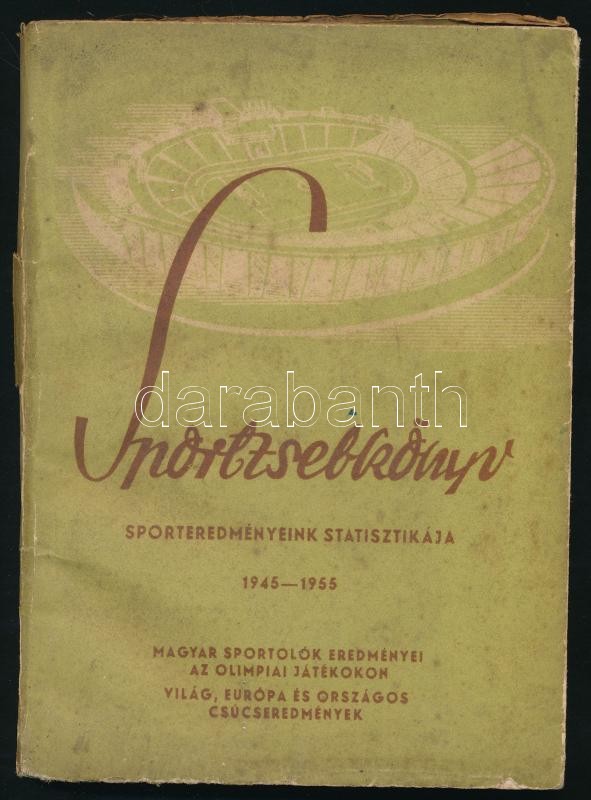 darabanth
Sportzsebkönyv
SPORTEREDMÉNYEINK STATISZTIKÁJA
1945—1955
MAGYAR SPORTOLÓK EREDMÉNYEI
AZ OLIMPIAI JÁTÉKOKON
VILÁG, EURÓPA ÉS ORSZÁGOS
CSÚCSEREDMÉNYEK